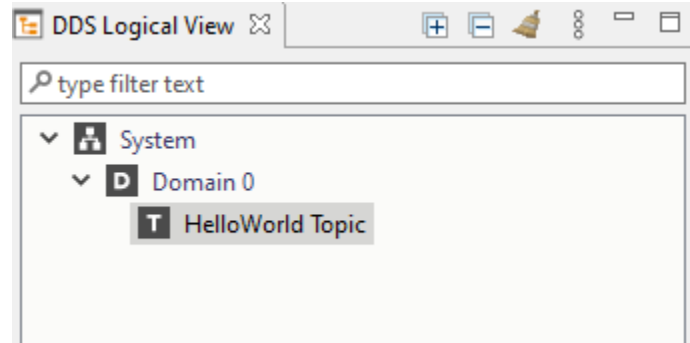 DDS Logical View
type filter text
System
D Domain 0
T HelloWorld Topic